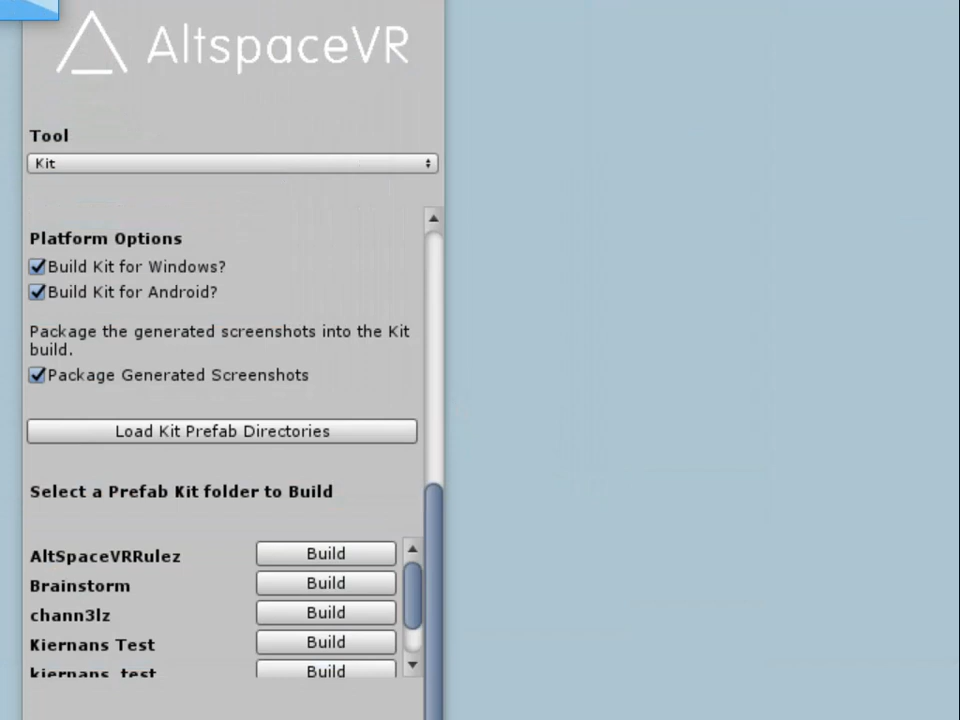 AltspaceVR
Tool
Kit
Platform Options
Build Kit for Windows?
Build Kit for Android?
Package the generated screenshots into the Kit
build.
Package Generated Screenshots
Load Kit Prefab Directories
Select a Prefab Kit folder to Build
AltSpaceVRRulez Build
Brainstorm Build
chann3lz Build
Kiernans Test Build
kiernans_test Build